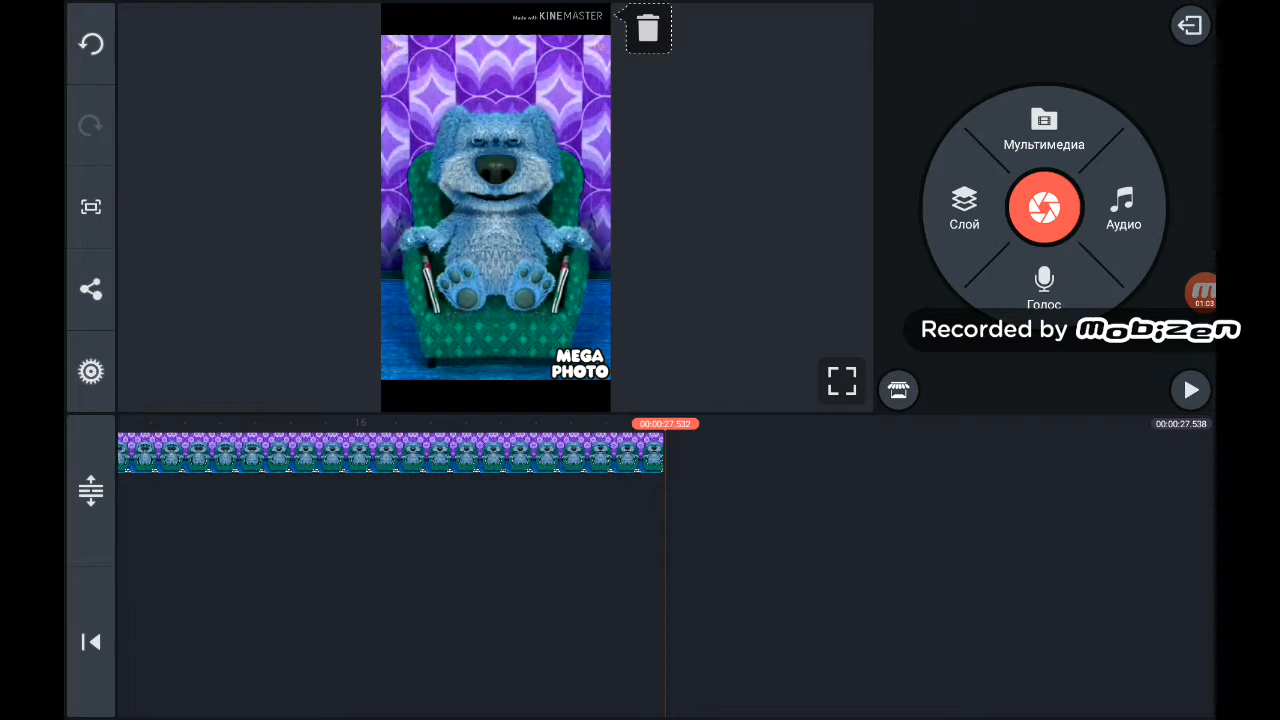 Made with KINEMASTER
Мультимедиа
Слой
Аудио
Голос
01:03
Recorded by mobizen
MEGA
PHOTO
16
00:00:27.532
00:00:27.538